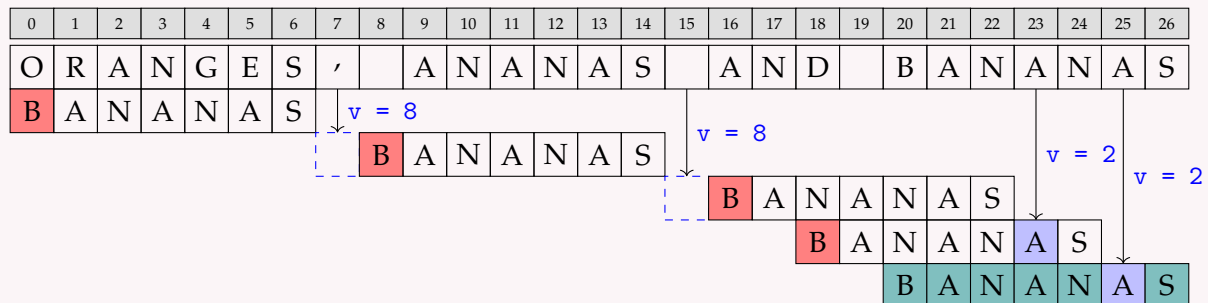 0 1 2 3 4 5 6 7 8 9 10 11 12 13 14 15 16 17 18 19 20 21 22 23 24 25 26
O R A N G E S , A N A N A S A N D B A N A N A S
B A N A N A S v = 8
B A N A N A S v = 8
v = 2
v = 2
B A N A N A S
B A N A N A S
B A N A N A S